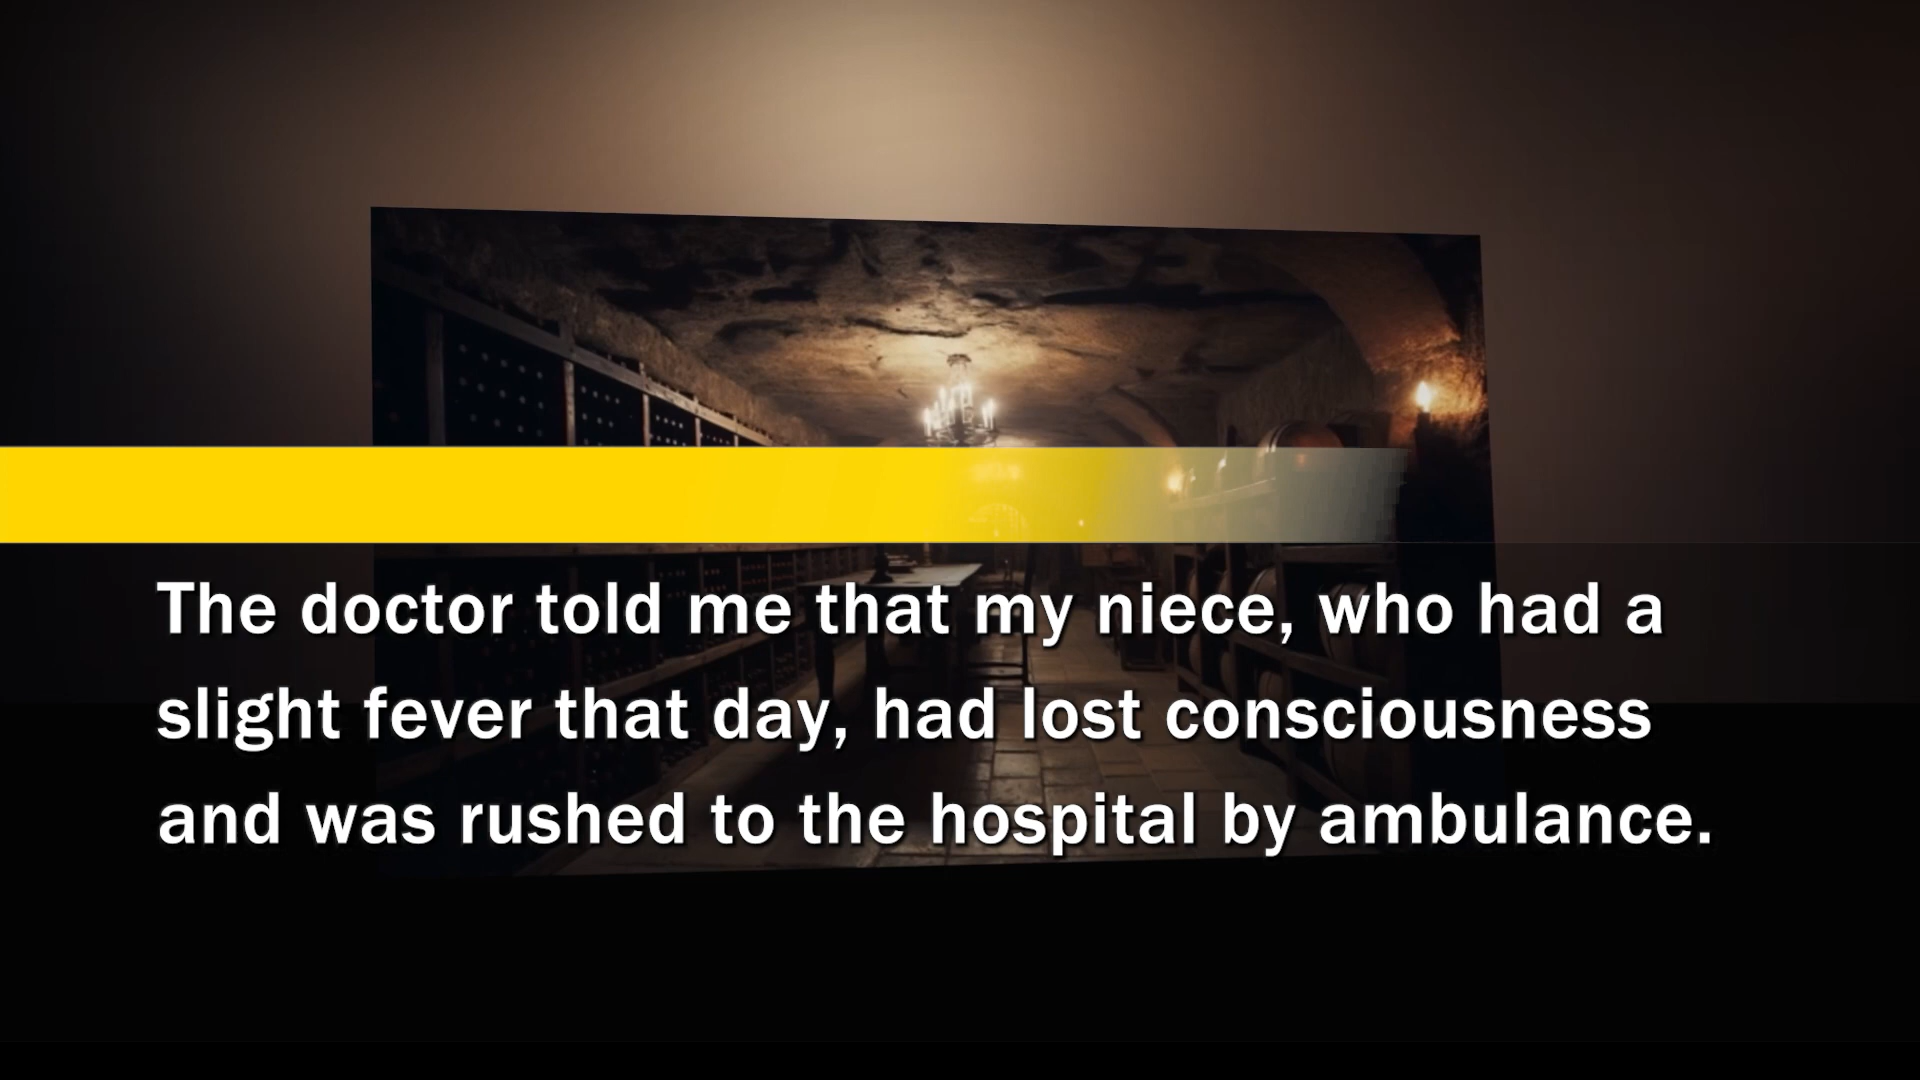 The doctor told me that my niece, who had a
slight fever that day, had lost consciousness
and was rushed to the hospital by ambulance.